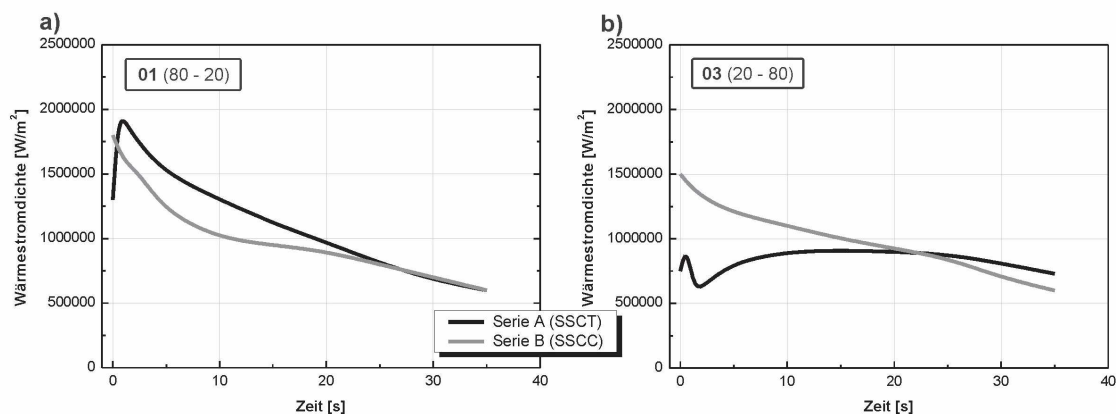 a)
2500000
2000000
1500000
1000000
500000
0
Wärmestromdichte [W/m²]
01 (80 - 20)
0 10 20 30 40
Zeit [s]
b)
2500000
2000000
1500000
1000000
500000
0
Wärmestromdichte [W/m²]
03 (20 - 80)
0 10 20 30 40
Zeit [s]
Serie A (SSCT)
Serie B (SSCC)